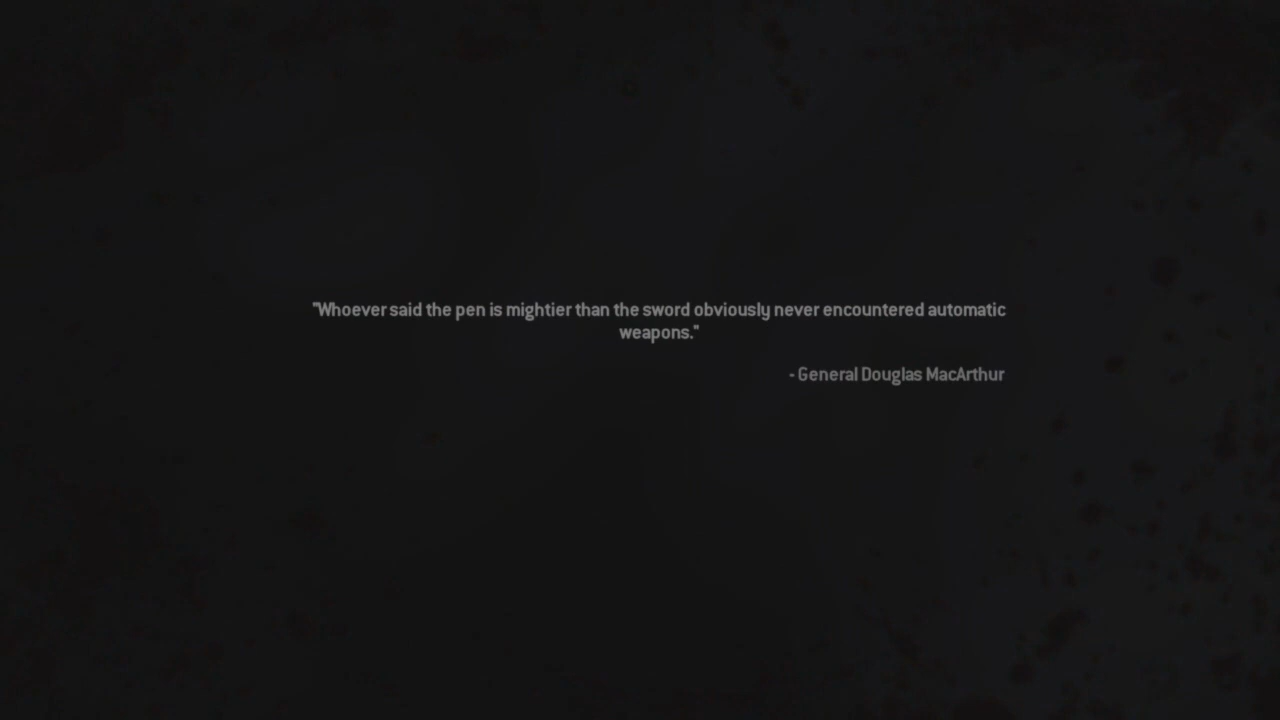 "Whoever said the pen is mightier than the sword obviously never encountered automatic
weapons."
- General Douglas MacArthur